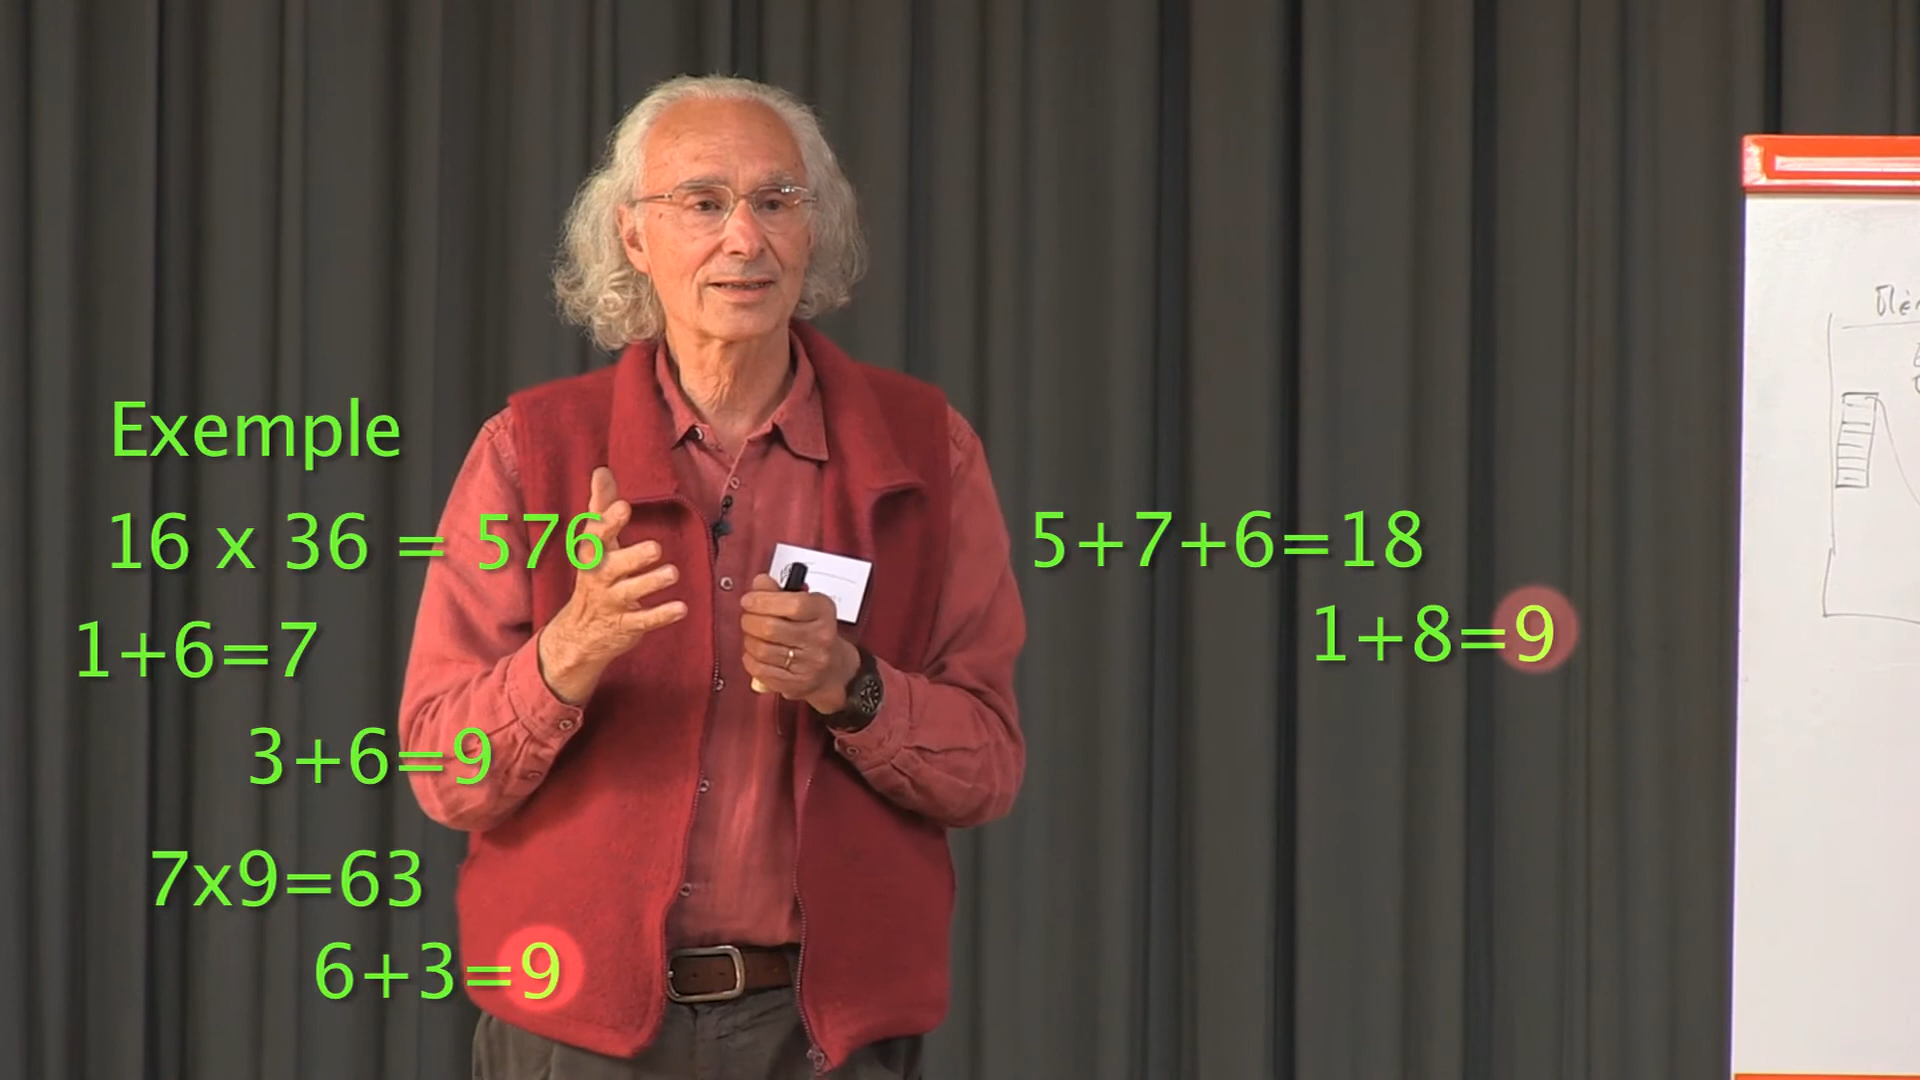 Exemple
16 x 36 = 576
1+6=7
3+6=9
7x9=63
6+3=9
5+7+6=18
1+8=9